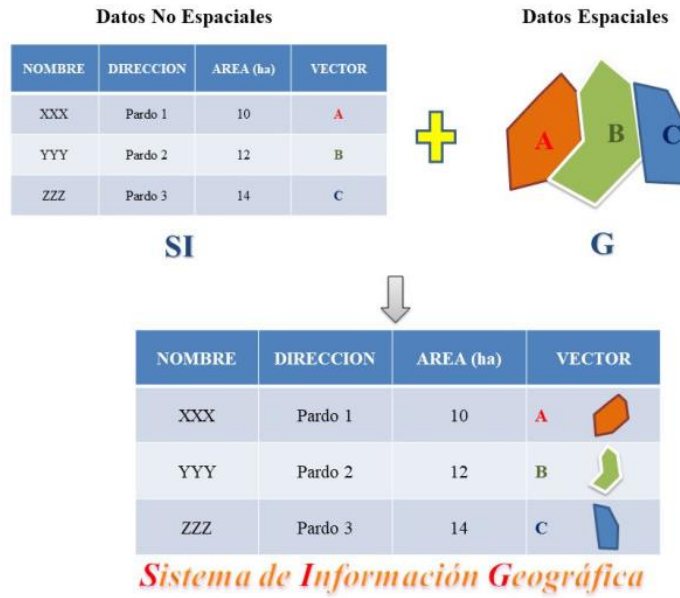 Datos No Espaciales
Datos Espaciales
NOMBRE DIRECCION AREA (ha) VECTOR
XXX Pardo 1 10 A
YYY Pardo 2 12 B
ZZZ Pardo 3 14 C
A B C
SI
G
NOMBRE DIRECCION AREA (ha) VECTOR
XXX Pardo 1 10 A
YYY Pardo 2 12 B
ZZZ Pardo 3 14 C
Sistema de Información Geográfica